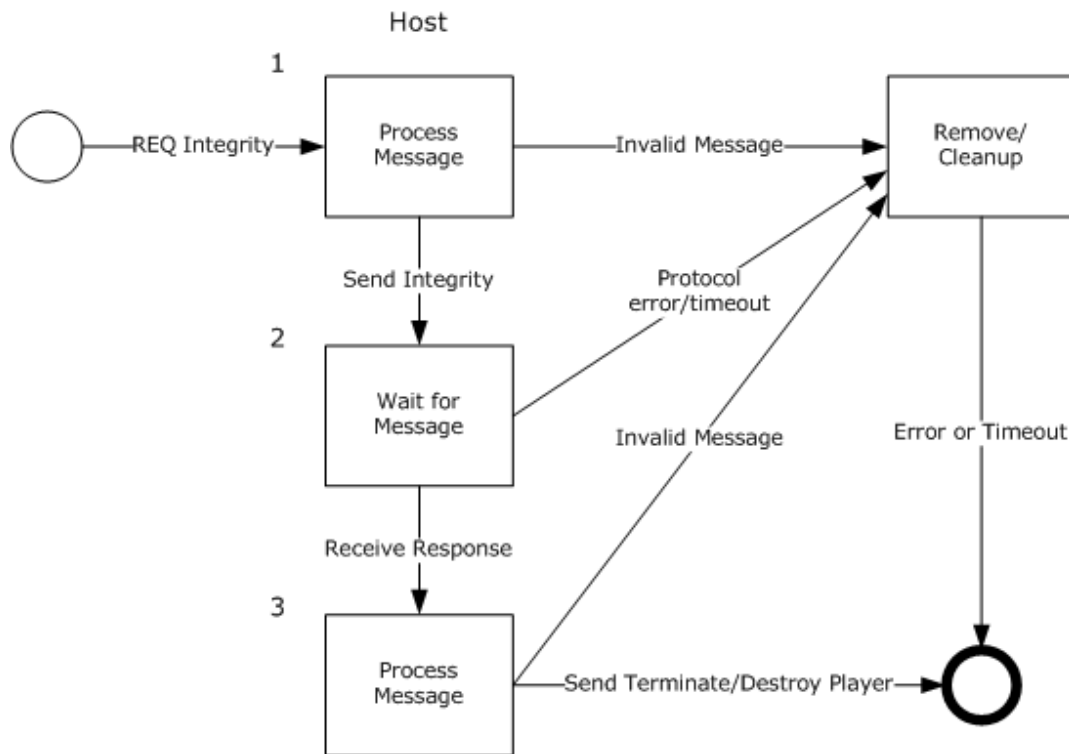 Host
1
Process
Message
REQ Integrity
Invalid Message
Remove/
Cleanup
Send Integrity
Protocol
error/timeout
2
Wait for
Message
Invalid Message
Error or Timeout
Receive Response
3
Process
Message
Send Terminate/Destroy Player